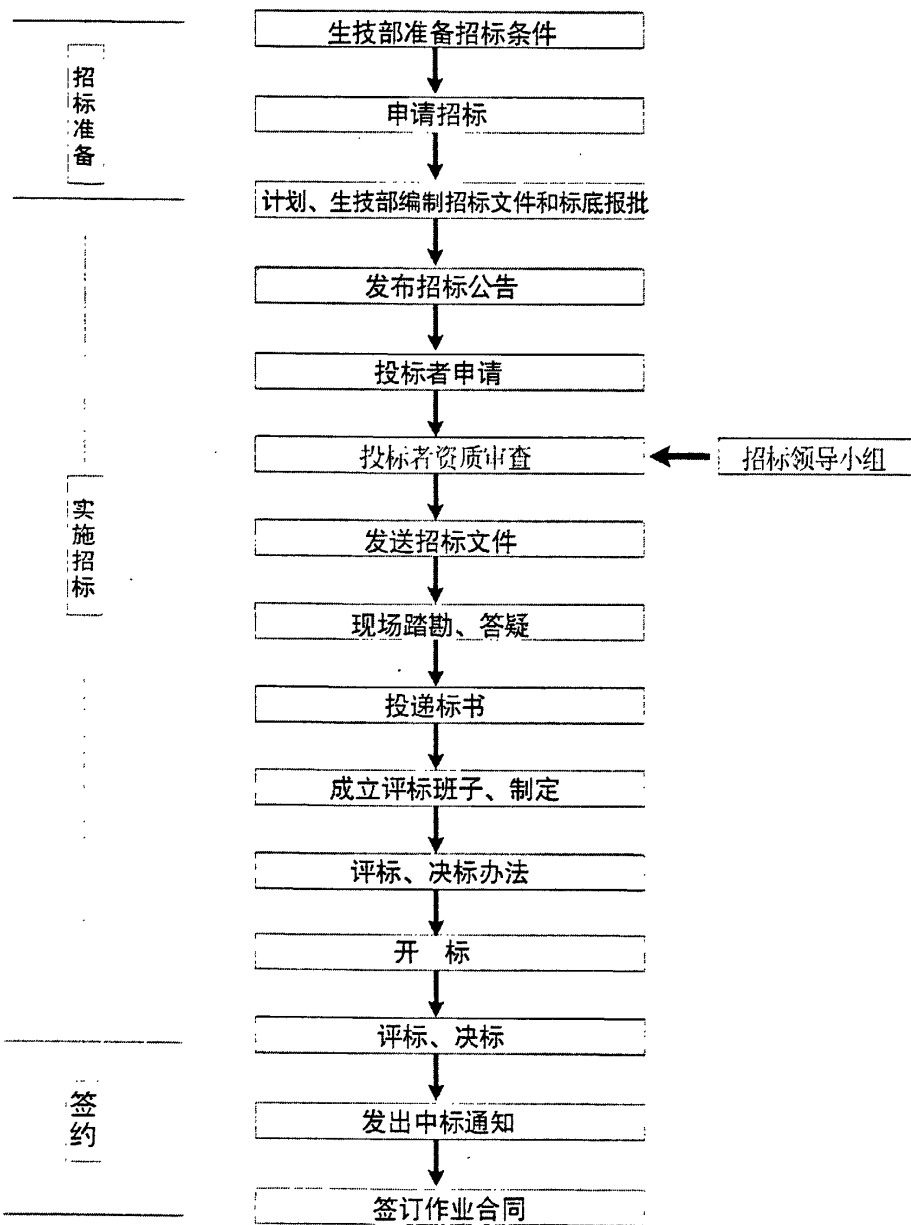 生技部准备招标条件
招标准备
申请招标
计划、生技部编制招标文件和标底报批
发布招标公告
投标者申请
投标者资质审查
招标领导小组
实施招标
发送招标文件
现场踏勘、答疑
投递标书
成立评标班子、制定
评标、决标办法
开 标
评标、决标
签约
发出中标通知
签订作业合同